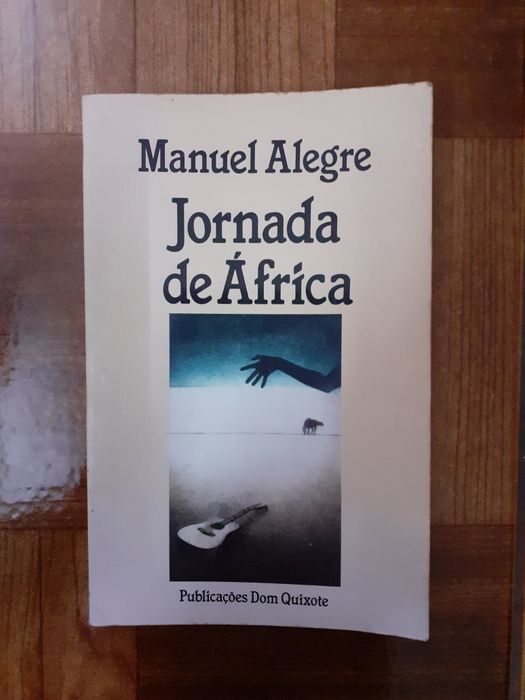 Manuel Alegre
Jornada
de África
Publicações Dom Quixote